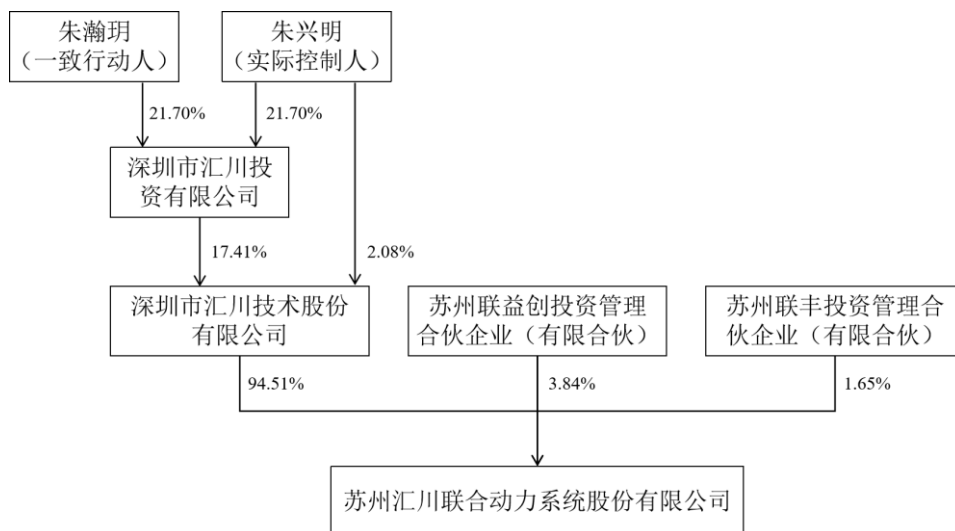 朱瀚玥
（一致行动人）
朱兴明
（实际控制人）
21.70%
21.70%
深圳市汇川投
资有限公司
17.41%
2.08%
深圳市汇川技术股份
有限公司
苏州联益创投资管理
合伙企业（有限合伙）
苏州联丰投资管理合
伙企业（有限合伙）
94.51%
3.84%
1.65%
苏州汇川联合动力系统股份有限公司